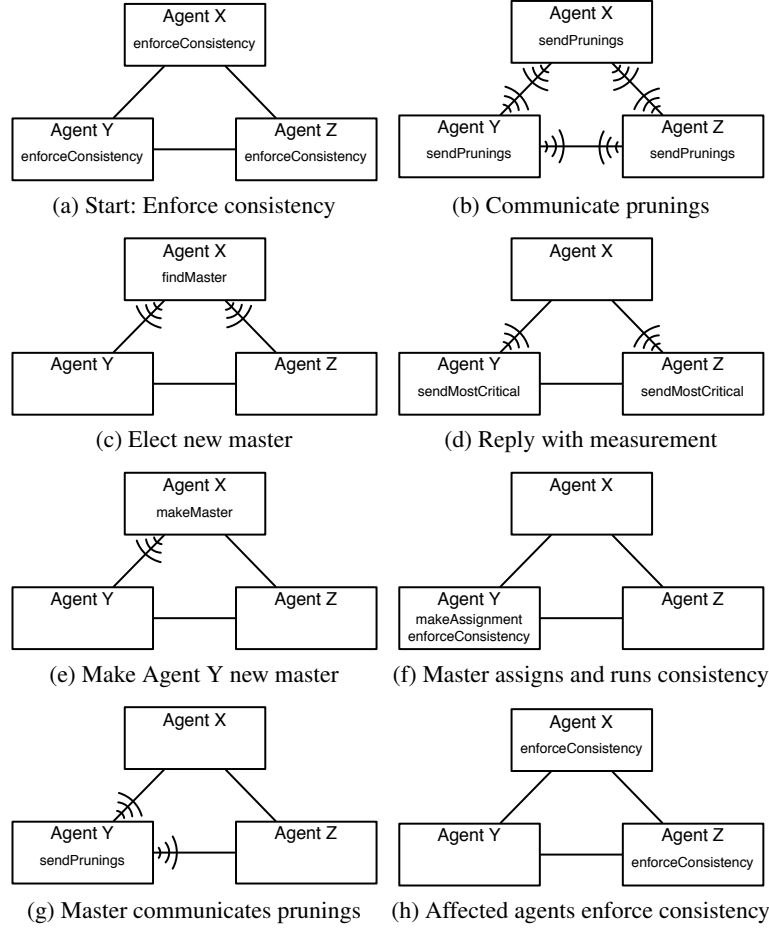 Agent X
enforceConsistency
Agent Y
enforceConsistency
Agent Z
enforceConsistency
(a) Start: Enforce consistency
Agent X
sendPrunings
Agent Y
sendPrunings
Agent Z
sendPrunings
(b) Communicate prunings
Agent X
findMaster
Agent Y
Agent Z
(c) Elect new master
Agent X
Agent Y
sendMostCritical
Agent Z
sendMostCritical
(d) Reply with measurement
Agent X
makeMaster
Agent Y
Agent Z
(e) Make Agent Y new master
Agent X
Agent Y
makeAssignment
enforceConsistency
Agent Z
(f) Master assigns and runs consistency
Agent X
Agent Y
sendPrunings
Agent Z
(g) Master communicates prunings
Agent X
enforceConsistency
Agent Y
Agent Z
enforceConsistency
(h) Affected agents enforce consistency